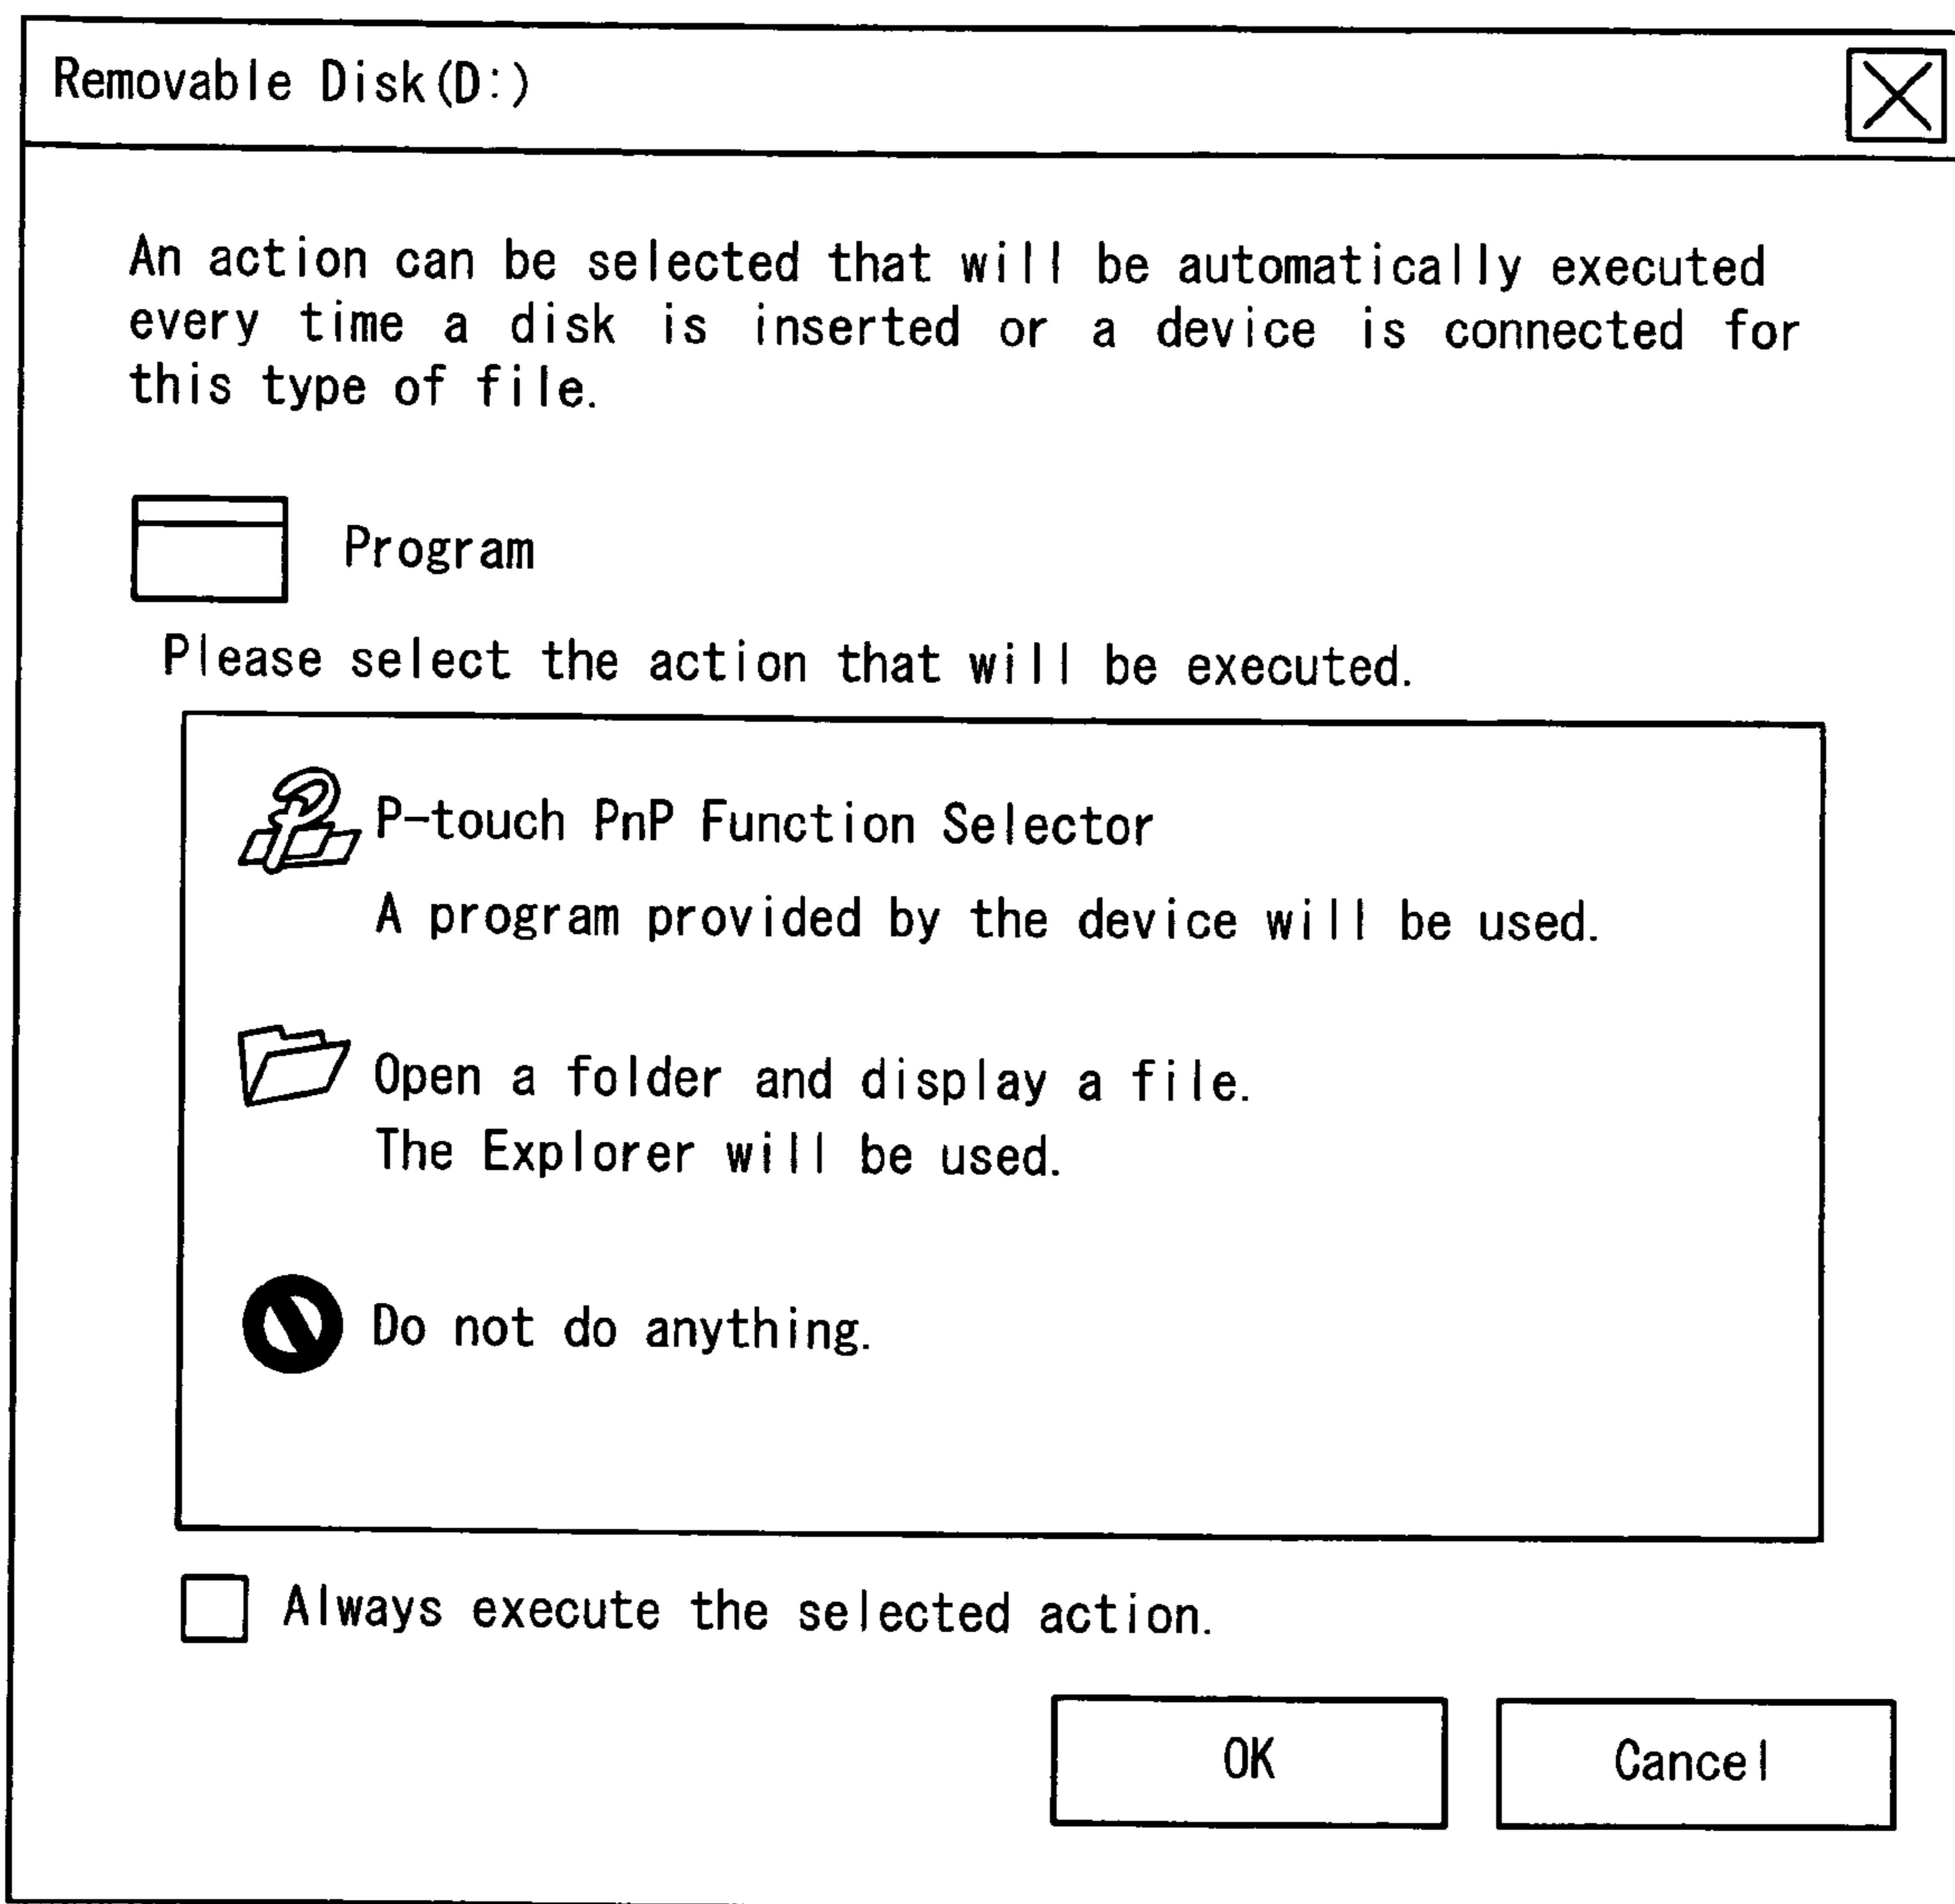 Removable Disk(D:)
An action can be selected that will be automatically executed
every time a disk is inserted or a device is connected for
this type of file.
Program
Please select the action that will be executed.
P-touch PnP Function Selector
A program provided by the device will be used.
Open a folder and display a file.
The Explorer will be used.
Do not do anything.
Always execute the selected action.
OK
Cancel